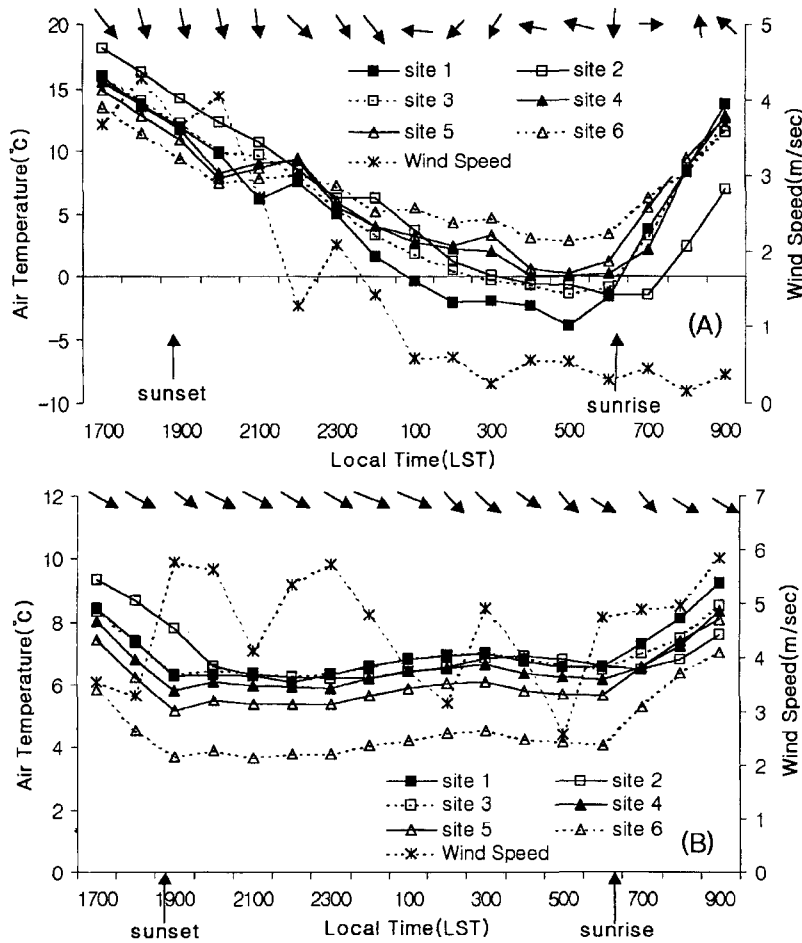 20
15
10
5
0
-5
-10
Air Temperature(℃)
5
4
3
2
1
0
Wind Speed(m/sec)
site 1
site 2
site 3
site 4
site 5
site 6
Wind Speed
(A)
sunset
sunrise
1700 1900 2100 2300 100 300 500 700 900
Local Time(LST)
12
10
8
6
4
2
0
Air Temperature(℃)
7
6
5
4
3
2
1
0
Wind Speed(m/sec)
site 1
site 2
site 3
site 4
site 5
site 6
Wind Speed
(B)
1700 1900 2100 2300 100 300 500 700 900
sunset
Local Time(LST)
sunrise